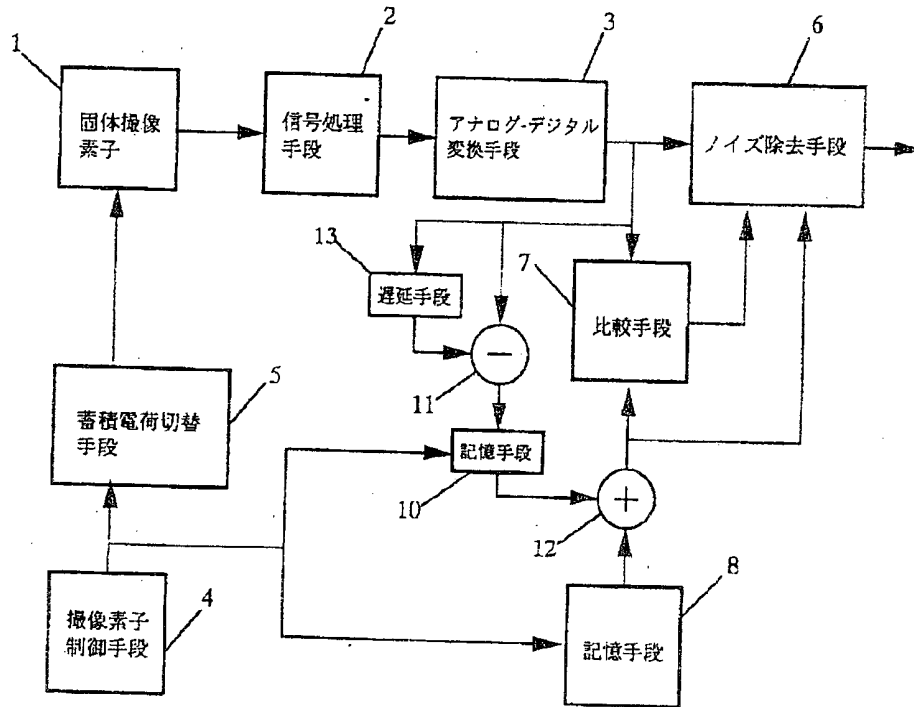 1
固体撮像
素子
2
信号処理
手段
3
アナログ-デジタル
変換手段
6
ノイズ除去手段
13
遅延手段
7
比較手段
−
11
5
蓄積電荷切替
手段
記憶手段
10
+
12
4
撮像素子
制御手段
8
記憶手段